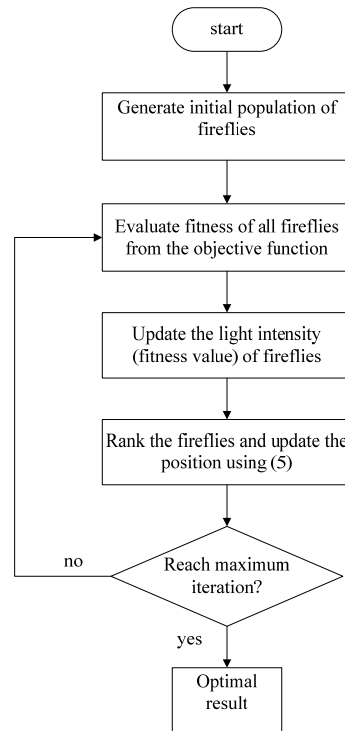 start
Generate initial population of
fireflies
Evaluate fitness of all fireflies
from the objective function
Update the light intensity
(fitness value) of fireflies
Rank the fireflies and update the
position using (5)
Reach maximum
iteration?
no
yes
Optimal
result